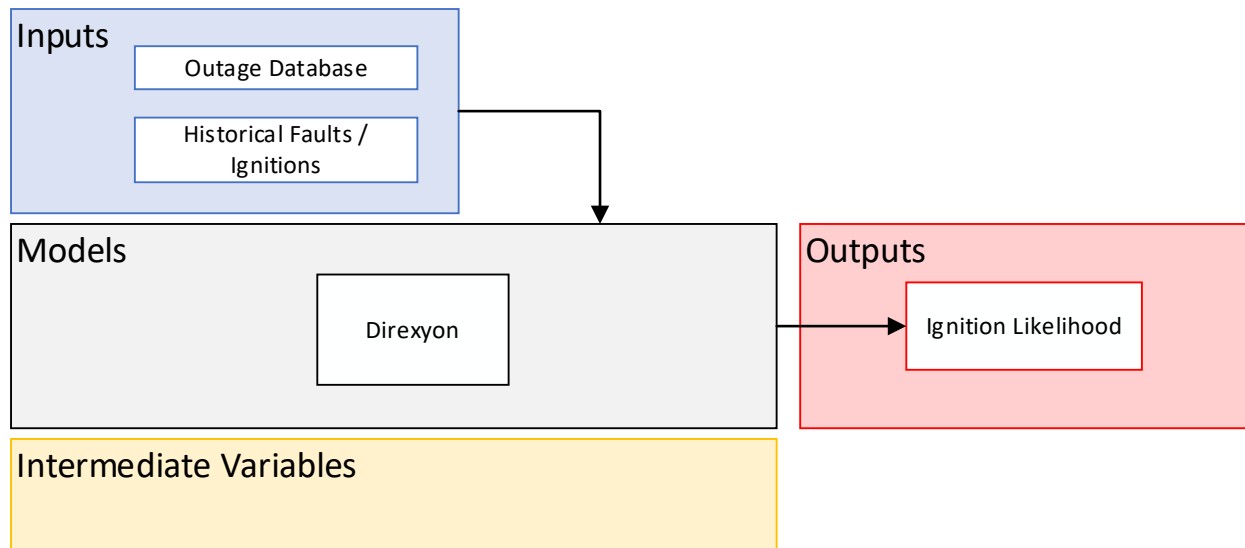 Inputs
Outage Database
Historical Faults /
Ignitions
Models
Direxyon
Outputs
Ignition Likelihood
Intermediate Variables